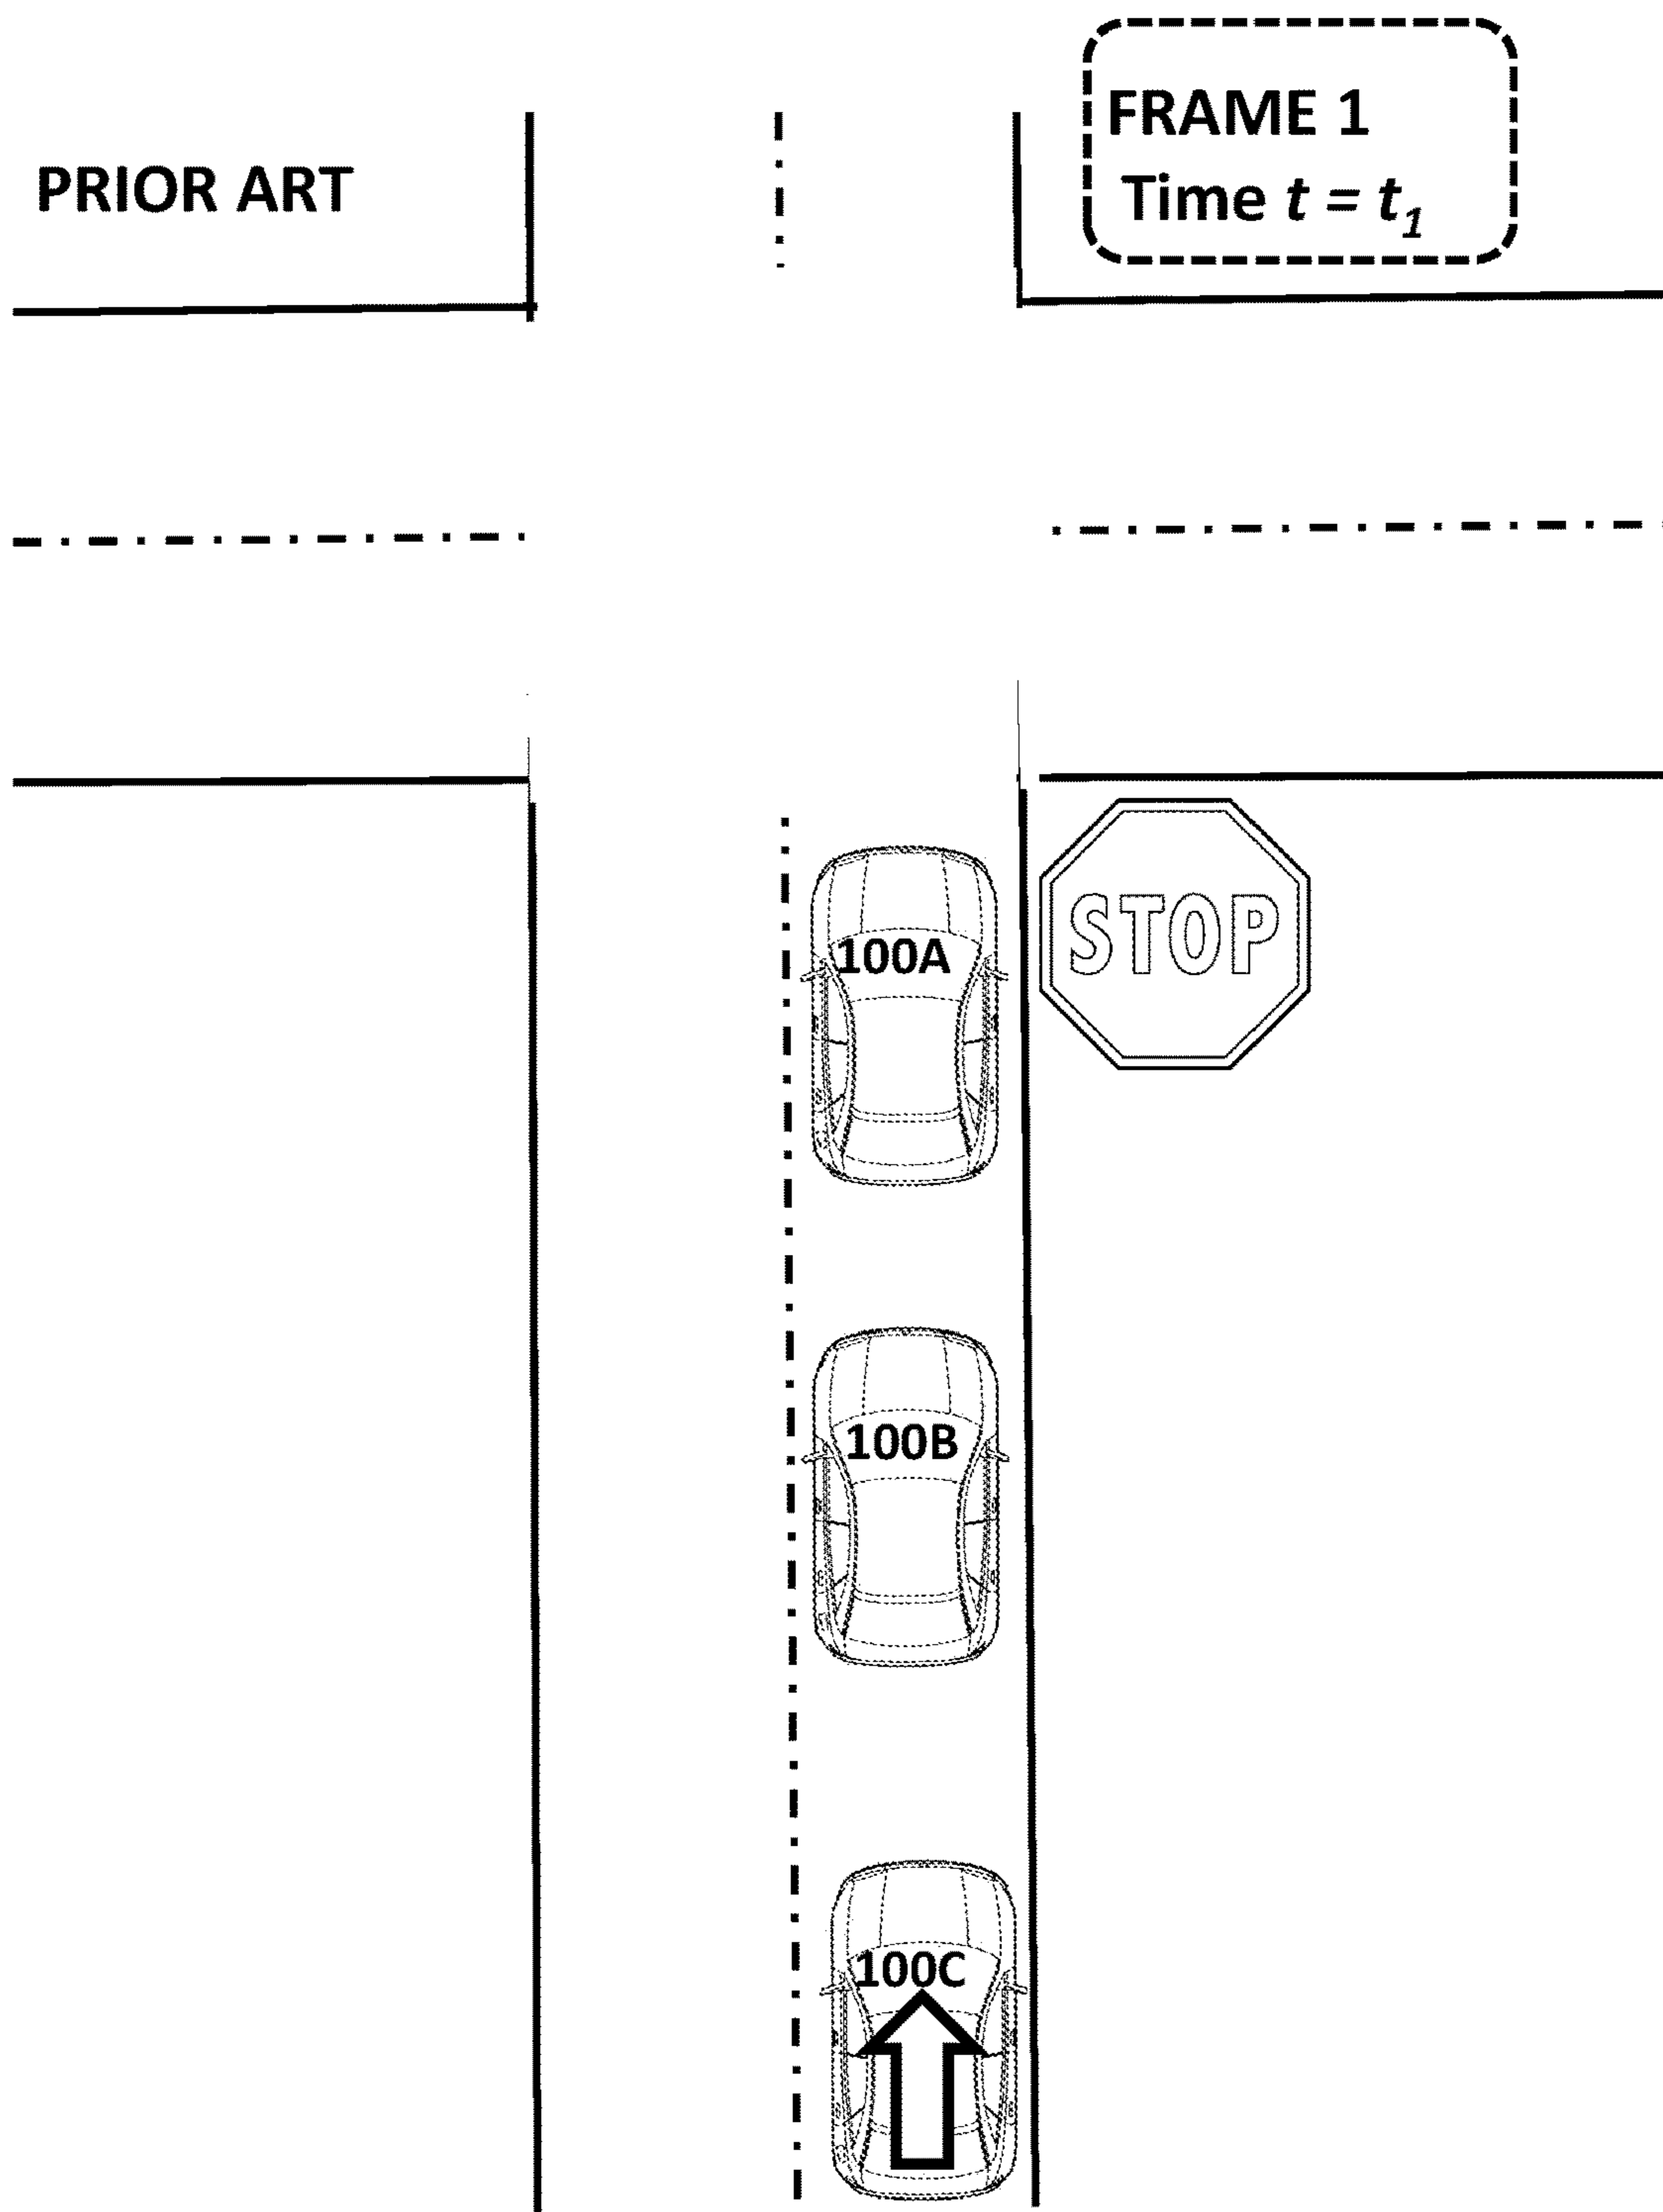 PRIOR ART
FRAME 1
Time t = t₁
STOP
100A
100B
100C